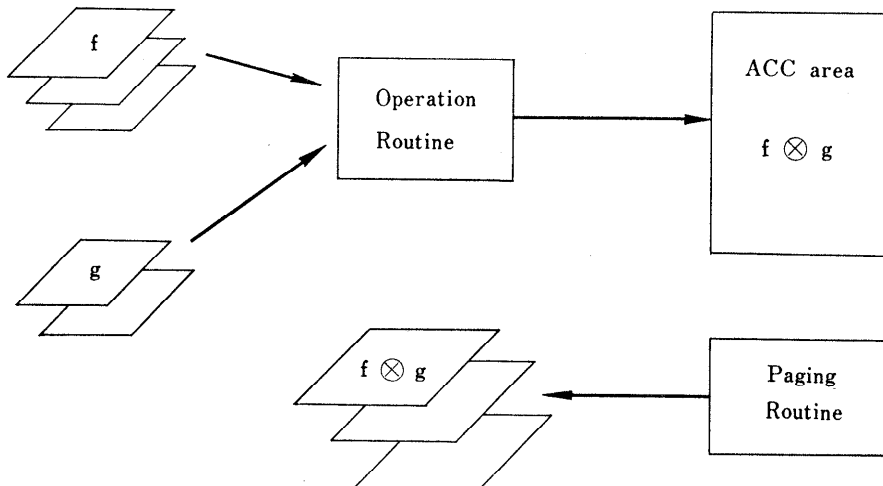 f
Operation
Routine
ACC area
f ⊗ g
g
f ⊗ g
Paging
Routine